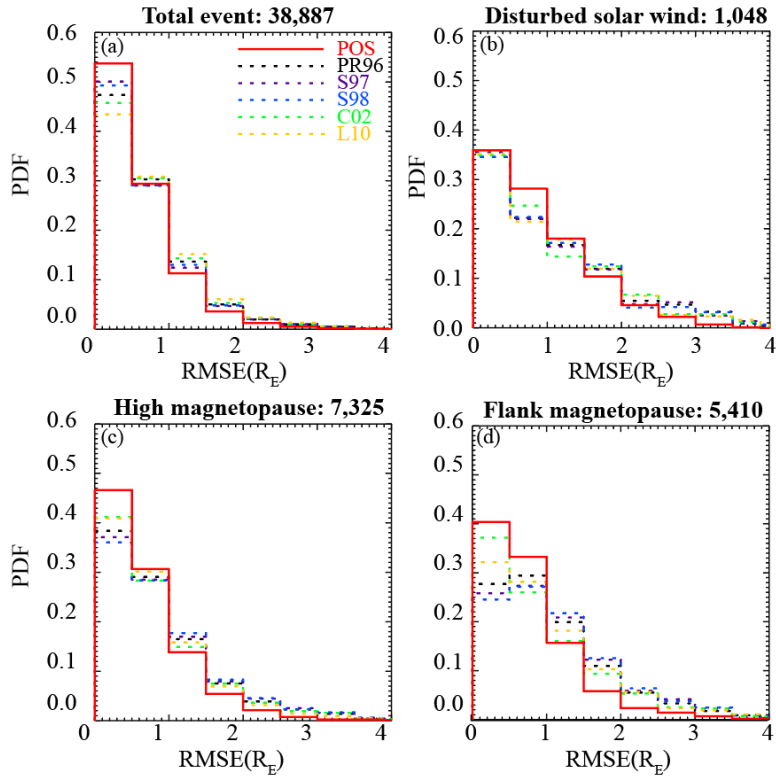 Total event: 38,887
(a)
0.6
0.5
0.4
0.3
0.2
0.1
0.0
PDF
POS
PR96
S97
S98
C02
L10
0 1 2 3 4
RMSE(R_E)
Disturbed solar wind: 1,048
(b)
0.6
0.5
0.4
0.3
0.2
0.1
0.0
PDF
0 1 2 3 4
RMSE(R_E)
High magnetopause: 7,325
(c)
0.6
0.5
0.4
0.3
0.2
0.1
0.0
PDF
0 1 2 3 4
RMSE(R_E)
Flank magnetopause: 5,410
(d)
0.6
0.5
0.4
0.3
0.2
0.1
0.0
PDF
0 1 2 3 4
RMSE(R_E)